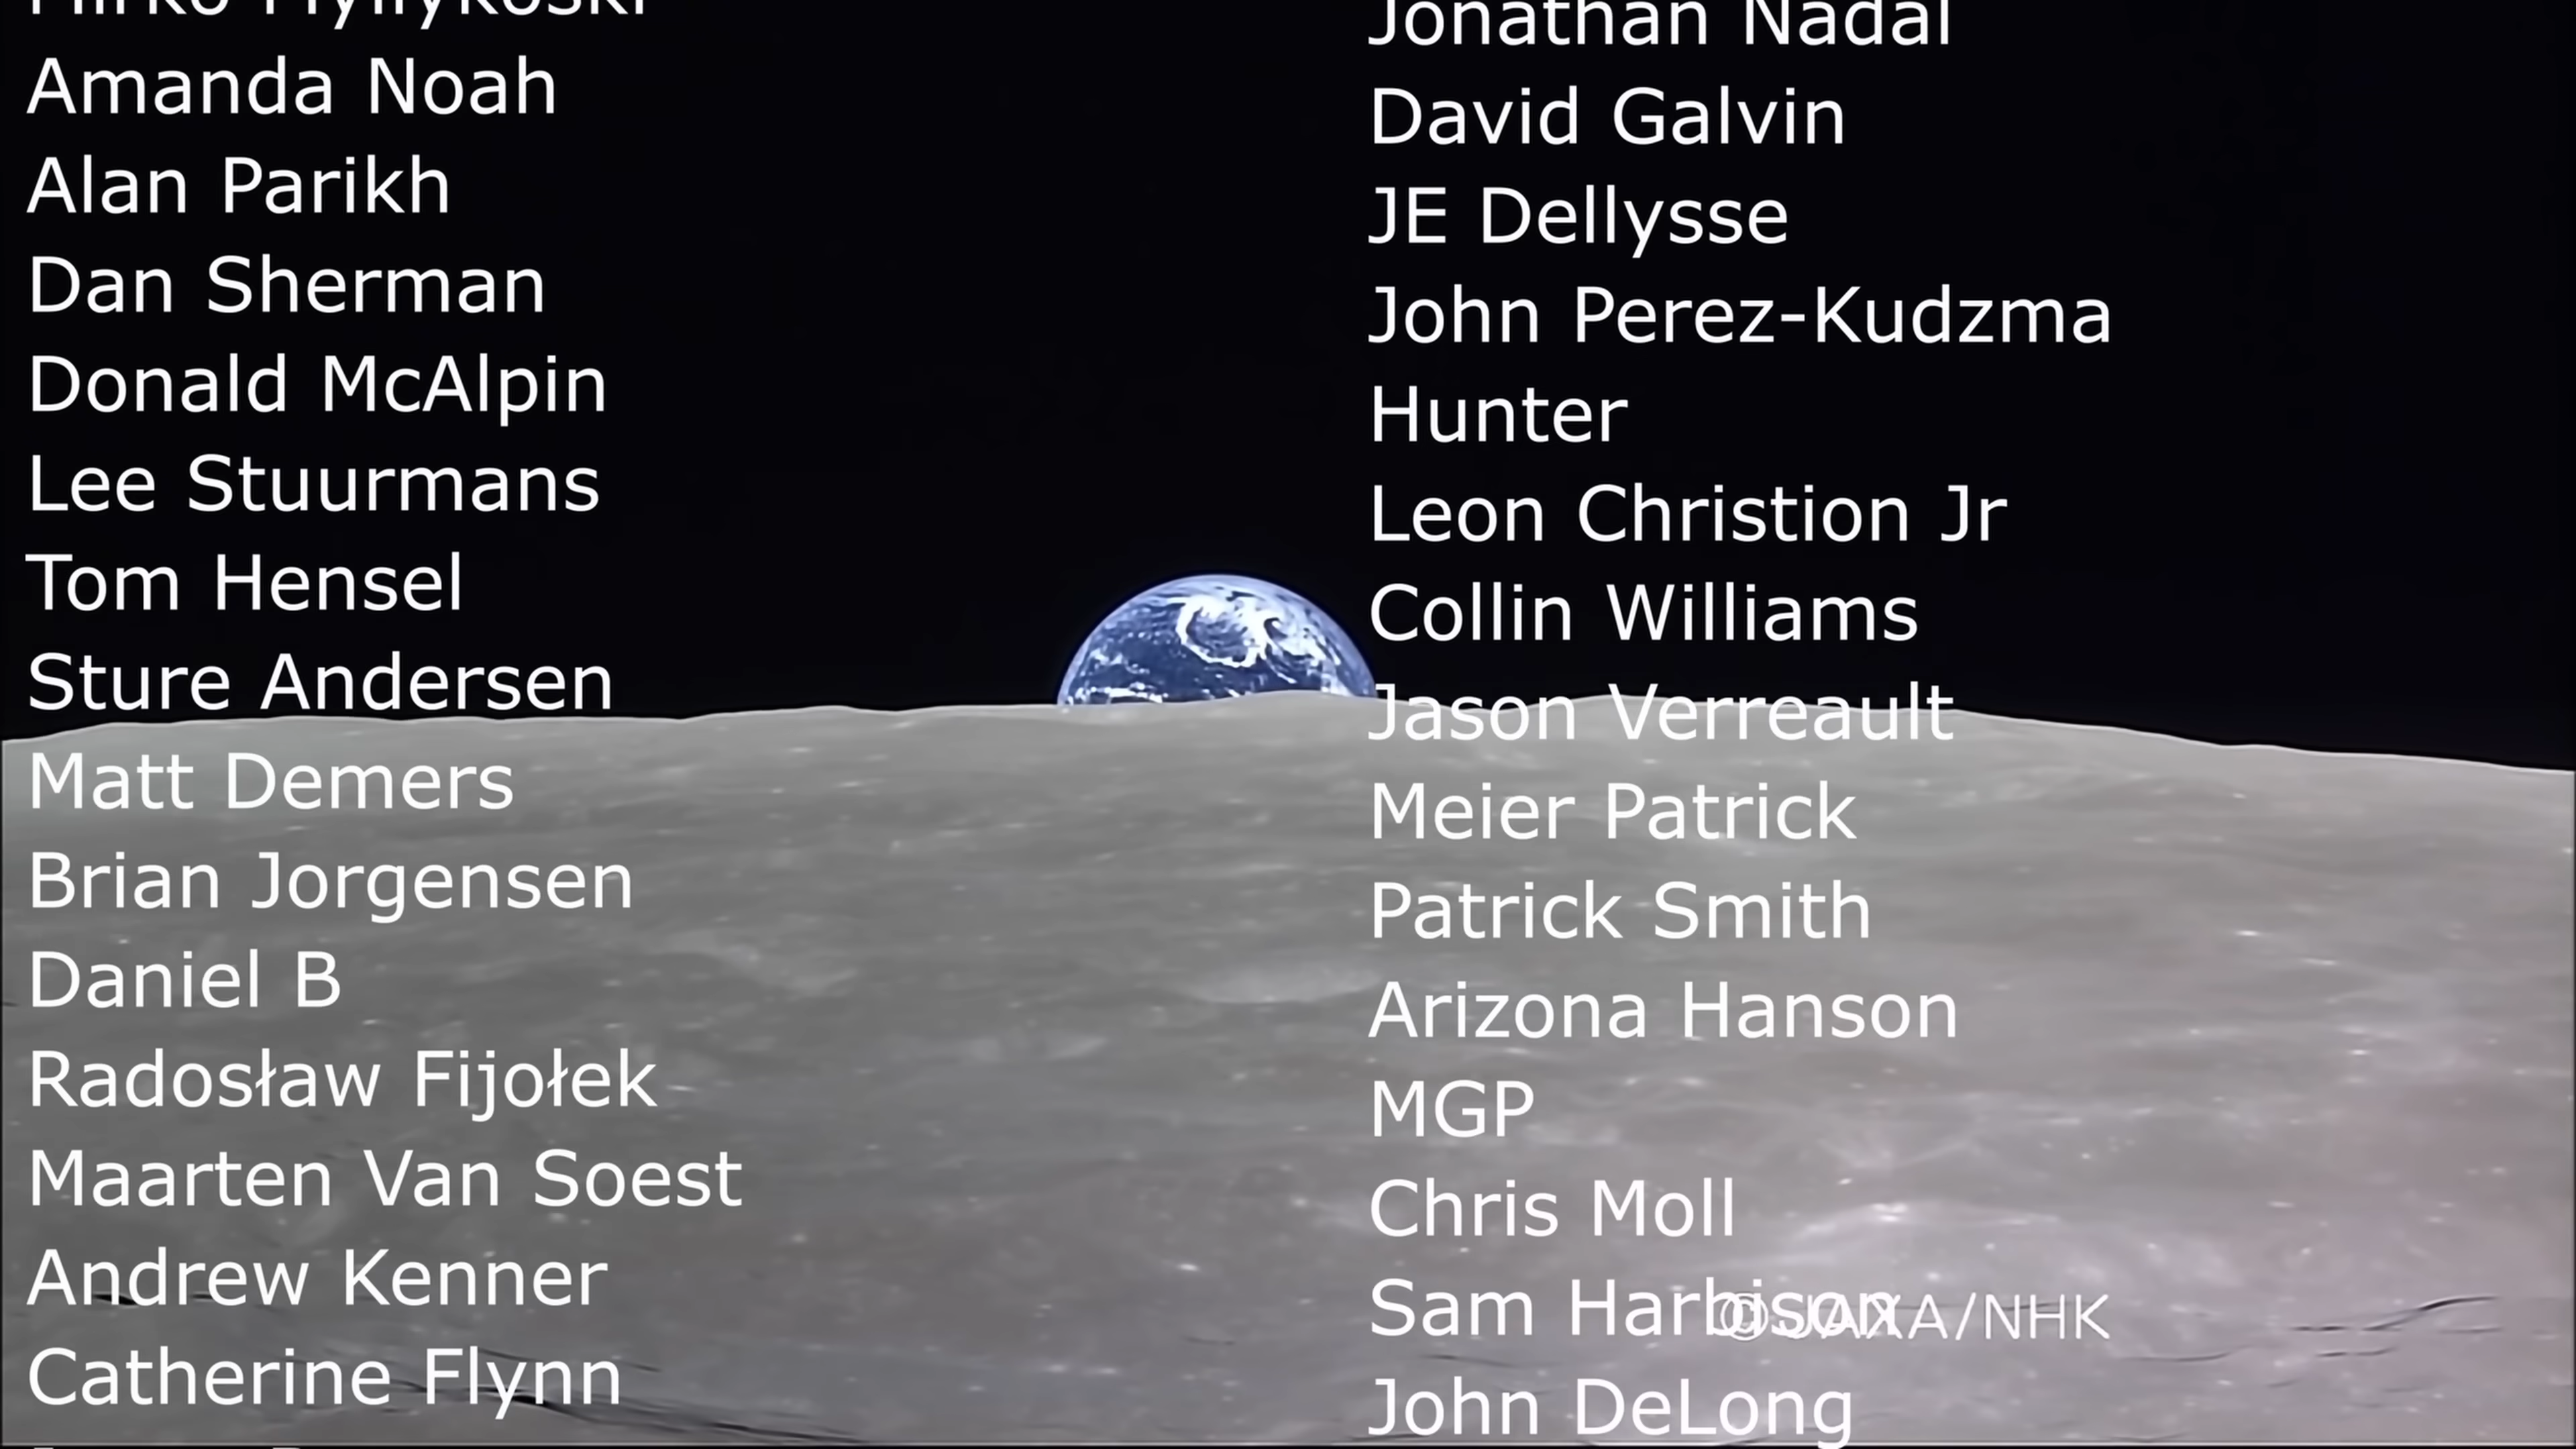 Amanda Noah
Alan Parikh
Dan Sherman
Donald McAlpin
Lee Stuurmans
Tom Hensel
Sture Andersen
Matt Demers
Brian Jorgensen
Daniel B
Radosław Fijołek
Maarten Van Soest
Andrew Kenner
Catherine Flynn
Jonathan Nadal
David Galvin
JE Dellysse
John Perez-Kudzma
Hunter
Leon Christion Jr
Collin Williams
Jason Verreault
Meier Patrick
Patrick Smith
Arizona Hanson
MGP
Chris Moll
Sam Harbison
©JAXA/NHK
John DeLong